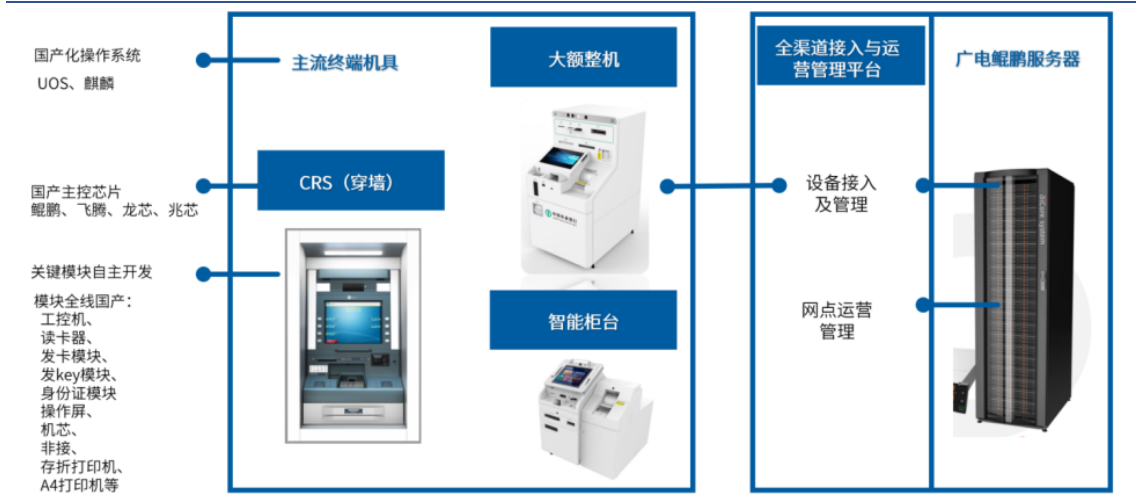 国产化操作系统
UOS、麒麟
国产主控芯片
鲲鹏、飞腾、龙芯、兆芯
关键模块自主开发
模块全线国产：
工控机、
读卡器、
发卡模块、
发key模块、
身份证模块
操作屏、
机芯、
非接、
存折打印机、
A4打印机等
主流终端机具
CRS（穿墙）
大额整机
智能柜台
全渠道接入与运
营管理平台
设备接入
及管理
网点运营
管理
广电鲲鹏服务器